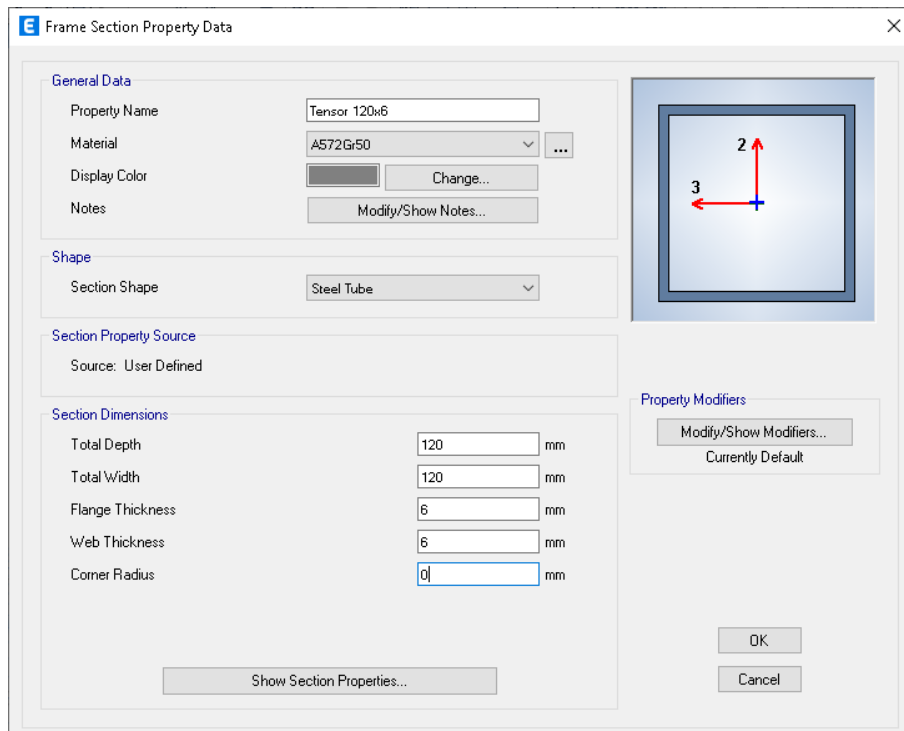 E Frame Section Property Data
General Data
Property Name Tensor 120x6
Material A572Gr50 ...
Display Color Change...
Notes Modify/Show Notes...
2
3
Shape
Section Shape Steel Tube
Section Property Source
Source: User Defined
Section Dimensions
Total Depth 120 mm
Total Width 120 mm
Flange Thickness 6 mm
Web Thickness 6 mm
Corner Radius 0 mm
Show Section Properties...
Property Modifiers
Modify/Show Modifiers...
Currently Default
OK
Cancel